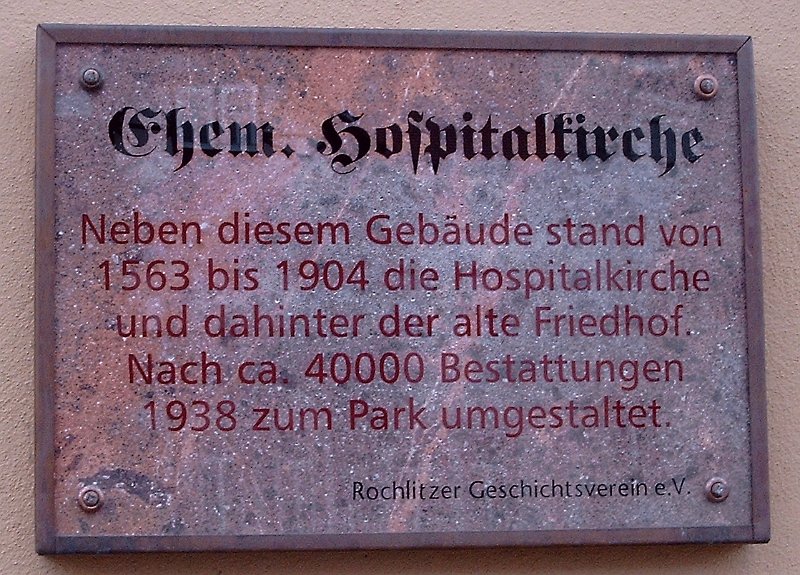 Ehem. Hoſpitalkirche
Neben diesem Gebäude stand von
1563 bis 1904 die Hospitalkirche
und dahinter der alte Friedhof.
Nach ca. 40000 Bestattungen
1938 zum Park umgestaltet.
Rochlitzer Geschichtsverein e.V.